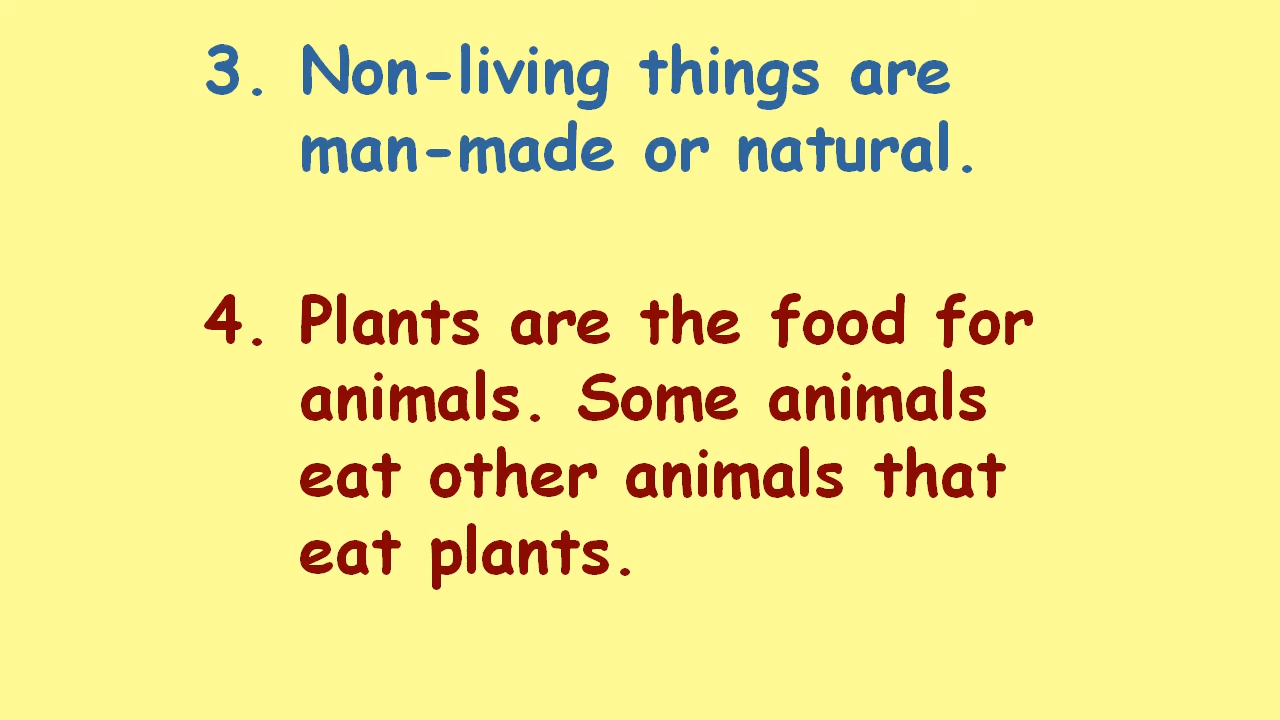 3. Non-living things are
man-made or natural.
4. Plants are the food for
animals. Some animals
eat other animals that
eat plants.